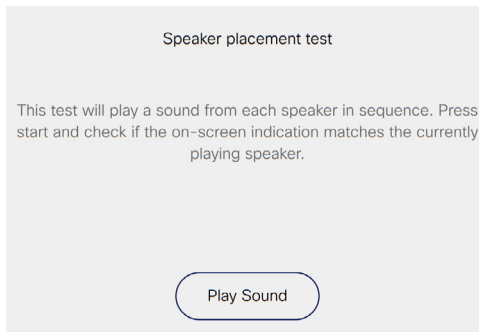 Speaker placement test
This test will play a sound from each speaker in sequence. Press
start and check if the on-screen indication matches the currently
playing speaker.
Play Sound